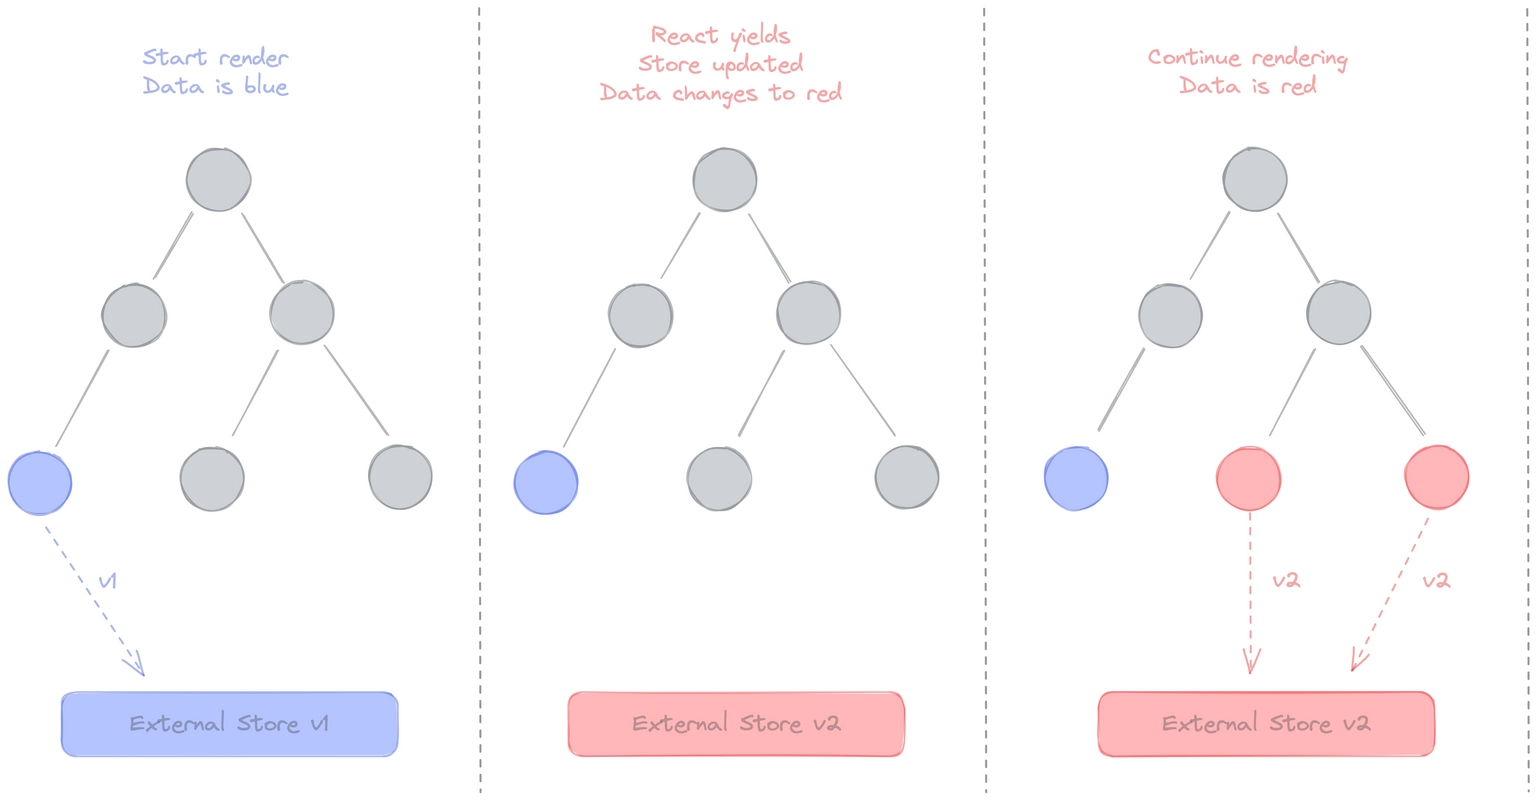 Start render
Data is blue
v1
External Store v1
React yields
Store updated
Data changes to red
External Store v2
Continue rendering
Data is red
v2
v2
External Store v2